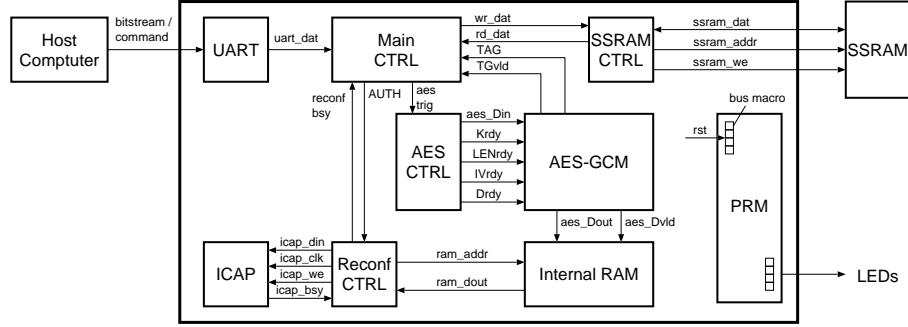 bitstream /
command
Host
Comptuter
UART
uart_dat
Main
CTRL
wr_dat
rd_dat
TAG
TGvld
SSRAM
CTRL
ssram_dat
ssram_addr
ssram_we
SSRAM
reconf
bsy
AUTH
aes
trig
AES
CTRL
aes_Din
Krdy
LENrdy
IVrdy
Drdy
AES-GCM
bus macro
rst
PRM
aes_Dout
aes_Dvld
ICAP
icap_din
icap_clk
icap_we
icap_bsy
Reconf
CTRL
ram_addr
ram_dout
Internal RAM
LEDs